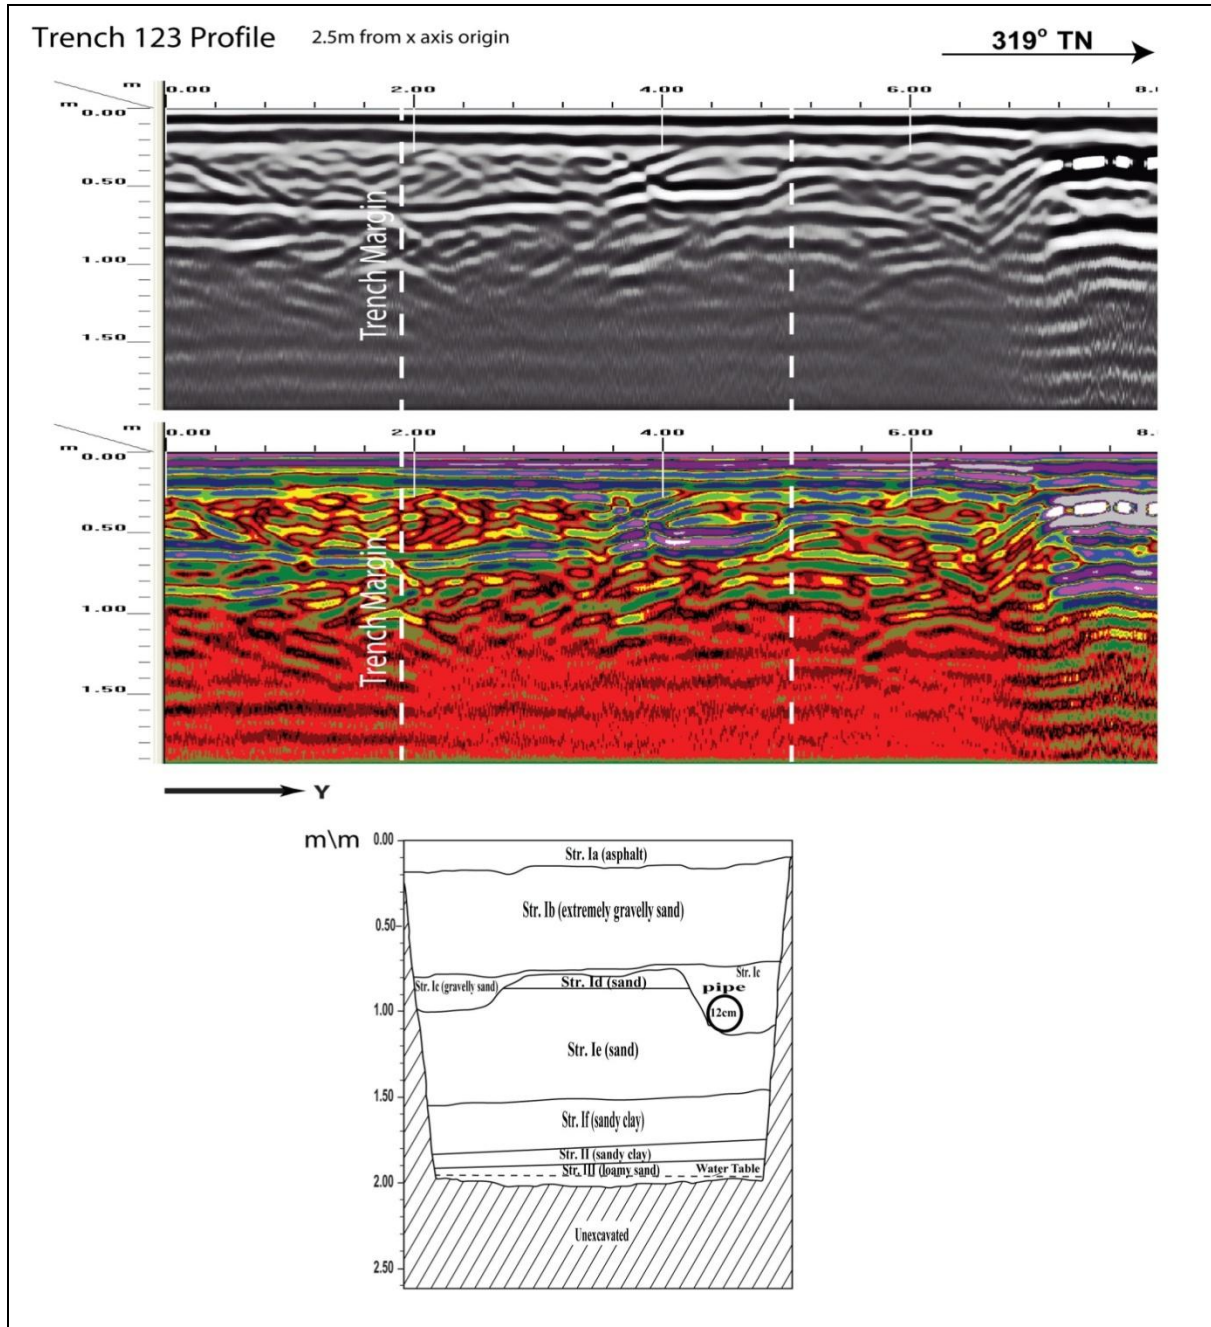 Trench 123 Profile 2.5m from x axis origin 319° TN
m 0.00 2.00 4.00 6.00 8.
m
0.00
0.50
1.00
1.50
Trench Margin
m 0.00 2.00 4.00 6.00 8.
m
0.00
0.50
1.00
1.50
Trench Margin
Y
m\m
0.00
0.50
1.00
1.50
2.00
2.50
Str. Ia (asphalt)
Str. Ib (extremely gravelly sand)
Str. Ic (gravelly sand)
Str. Id (sand)
Str. Ic
pipe
12cm
Str. Ie (sand)
Str. If (sandy clay)
Str. II (sandy clay)
Str. III (loamy sand) Water Table
Unexcavated